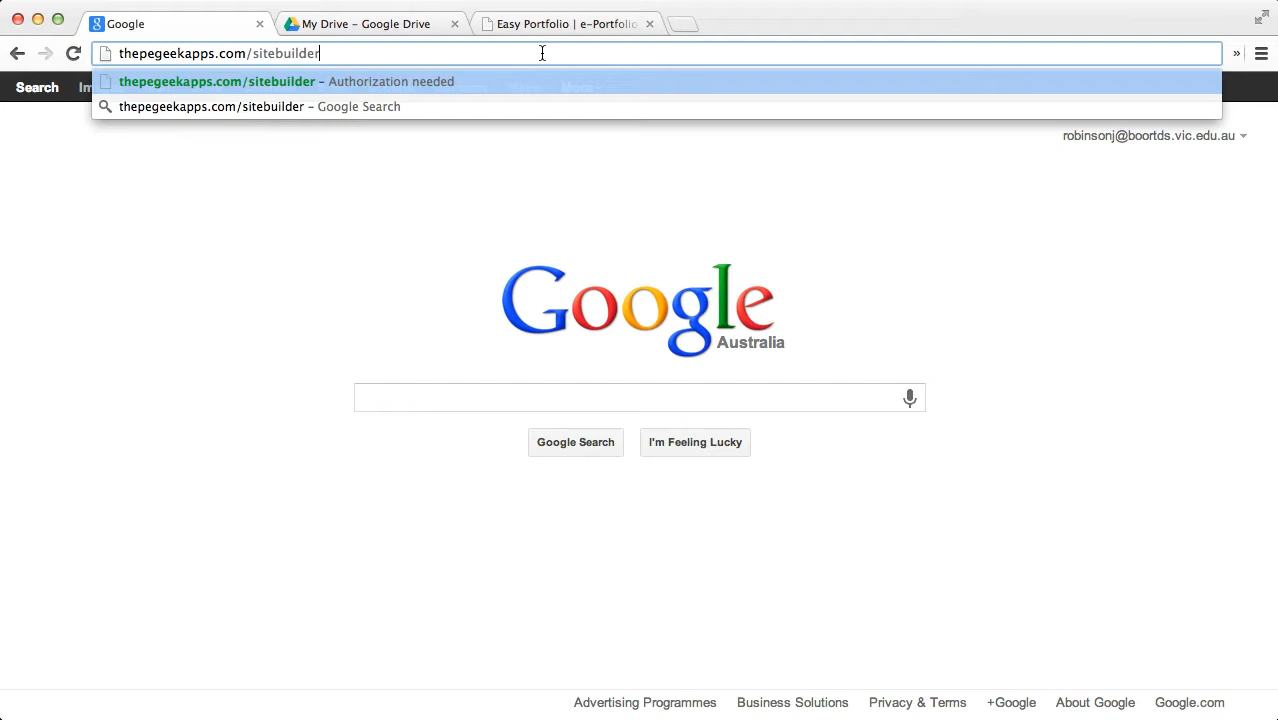 Google
My Drive – Google Drive
Easy Portfolio | e-Portfolio
thepegeekapps.com/sitebuilder
thepegeekapps.com/sitebuilder – Authorization needed
thepegeekapps.com/sitebuilder – Google Search
Search
robinsonj@boortds.vic.edu.au
Google
Australia
Google Search
I'm Feeling Lucky
Advertising Programmes
Business Solutions
Privacy & Terms
+Google
About Google
Google.com